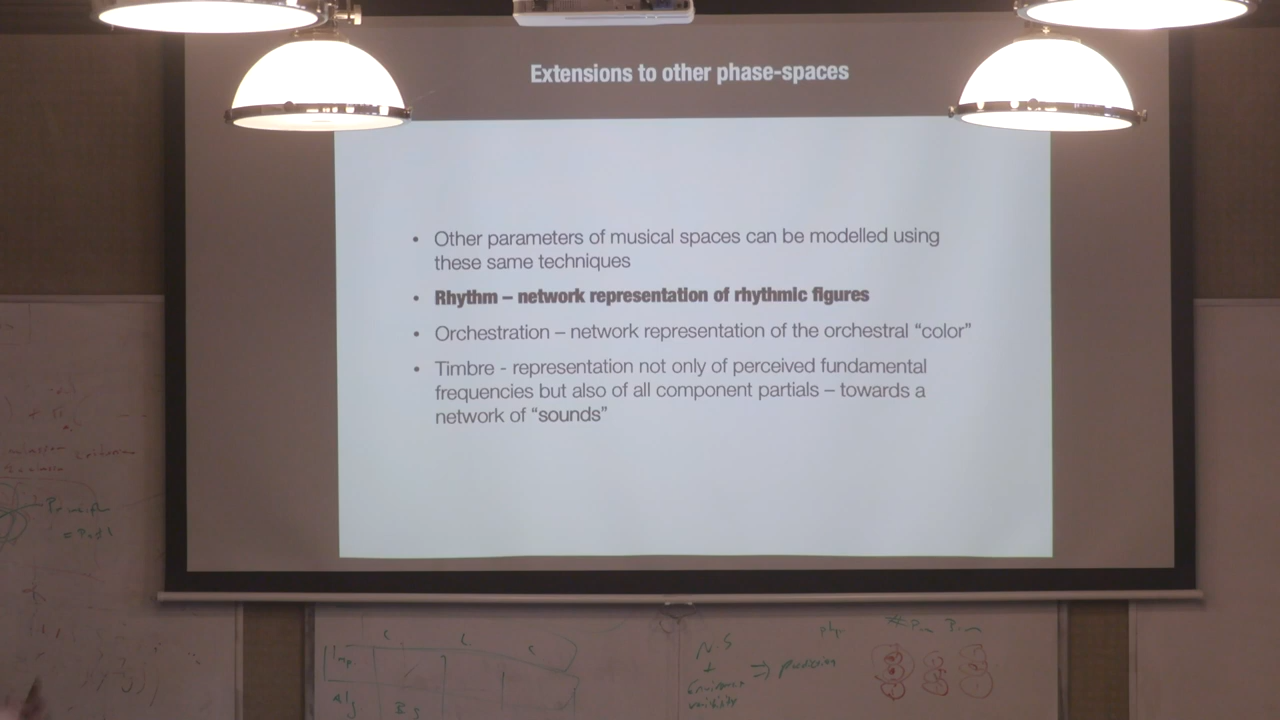 Extensions to other phase-spaces
• Other parameters of musical spaces can be modelled using
these same techniques
• Rhythm – network representation of rhythmic figures
• Orchestration – network representation of the orchestral “color”
• Timbre - representation not only of perceived fundamental
frequencies but also of all component partials – towards a
network of “sounds”
N.S
+
=> prediction